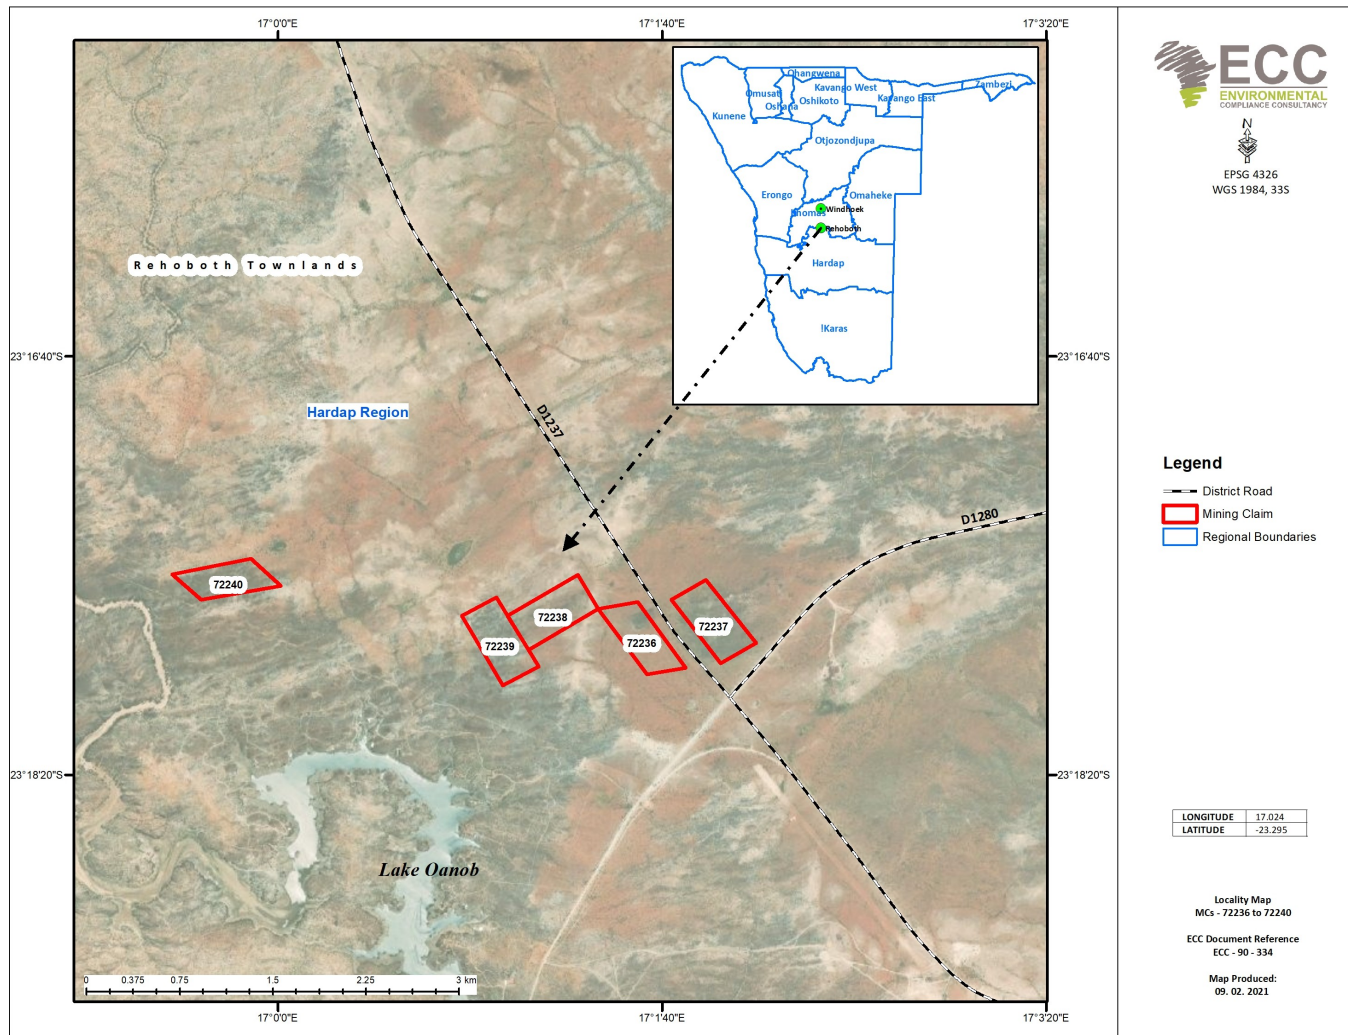 17°0'0"E
17°1'40"E
17°3'20"E
Ohangwena
Omusati
Oshana
Oshikoto
Kavango West
Kavango East
Zambezi
Kunene
Otjozondjupa
Erongo
Omaheke
Windhoek
Khomas
Rehoboth
Hardap
!Karas
ECC
ENVIRONMENTAL
COMPLIANCE CONSULTANCY
N
EPSG 4326
WGS 1984, 33S
Rehoboth Townlands
23°16'40"S
23°16'40"S
Hardap Region
D1237
D1280
Legend
District Road
Mining Claim
Regional Boundaries
72240
72238
72239
72236
72237
23°18'20"S
23°18'20"S
LONGITUDE 17.024
LATITUDE -23.295
Lake Oanob
Locality Map
MCs - 72236 to 72240
ECC Document Reference
ECC - 90 - 334
Map Produced:
09. 02. 2021
0 0.375 0.75 1.5 2.25 3 km
17°0'0"E
17°1'40"E
17°3'20"E